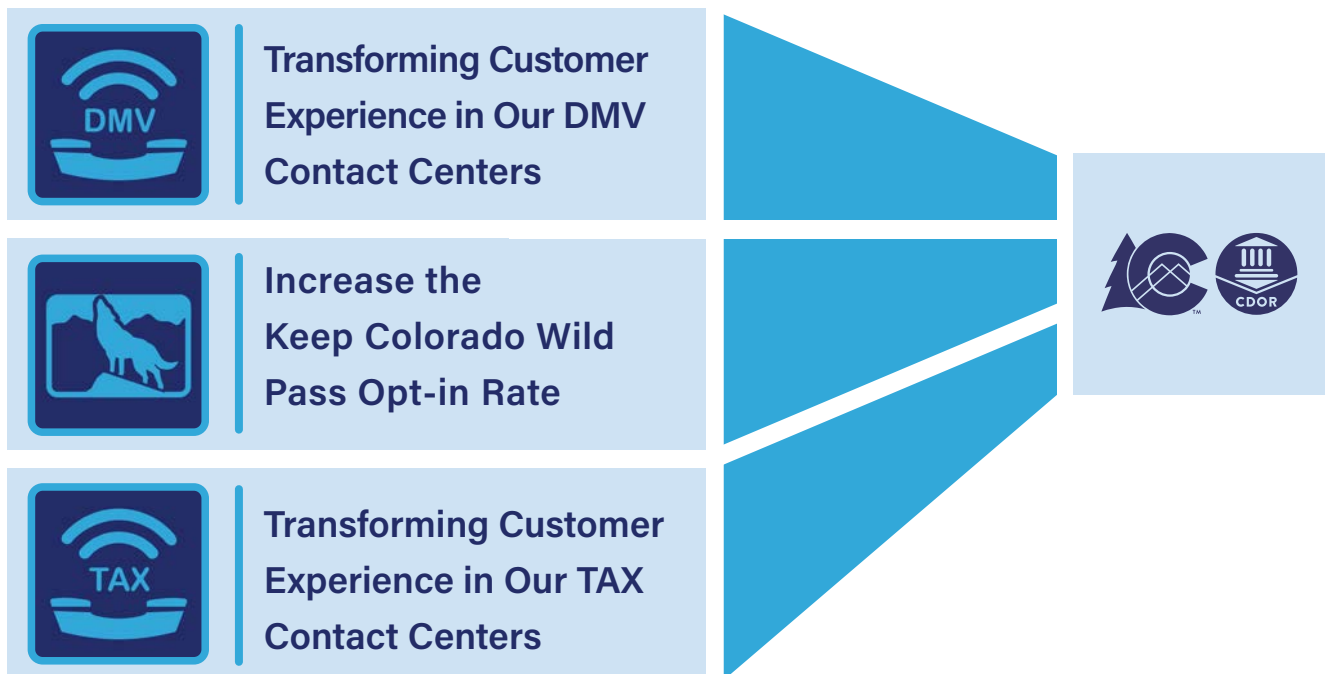 DMV
Transforming Customer
Experience in Our DMV
Contact Centers
Increase the
Keep Colorado Wild
Pass Opt-in Rate
TAX
Transforming Customer
Experience in Our TAX
Contact Centers
C
TM
CDOR